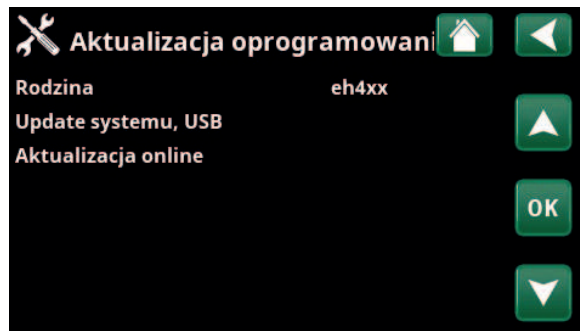 Aktualizacja oprogramowani
Rodzina eh4xx
Update systemu, USB
Aktualizacja online
OK